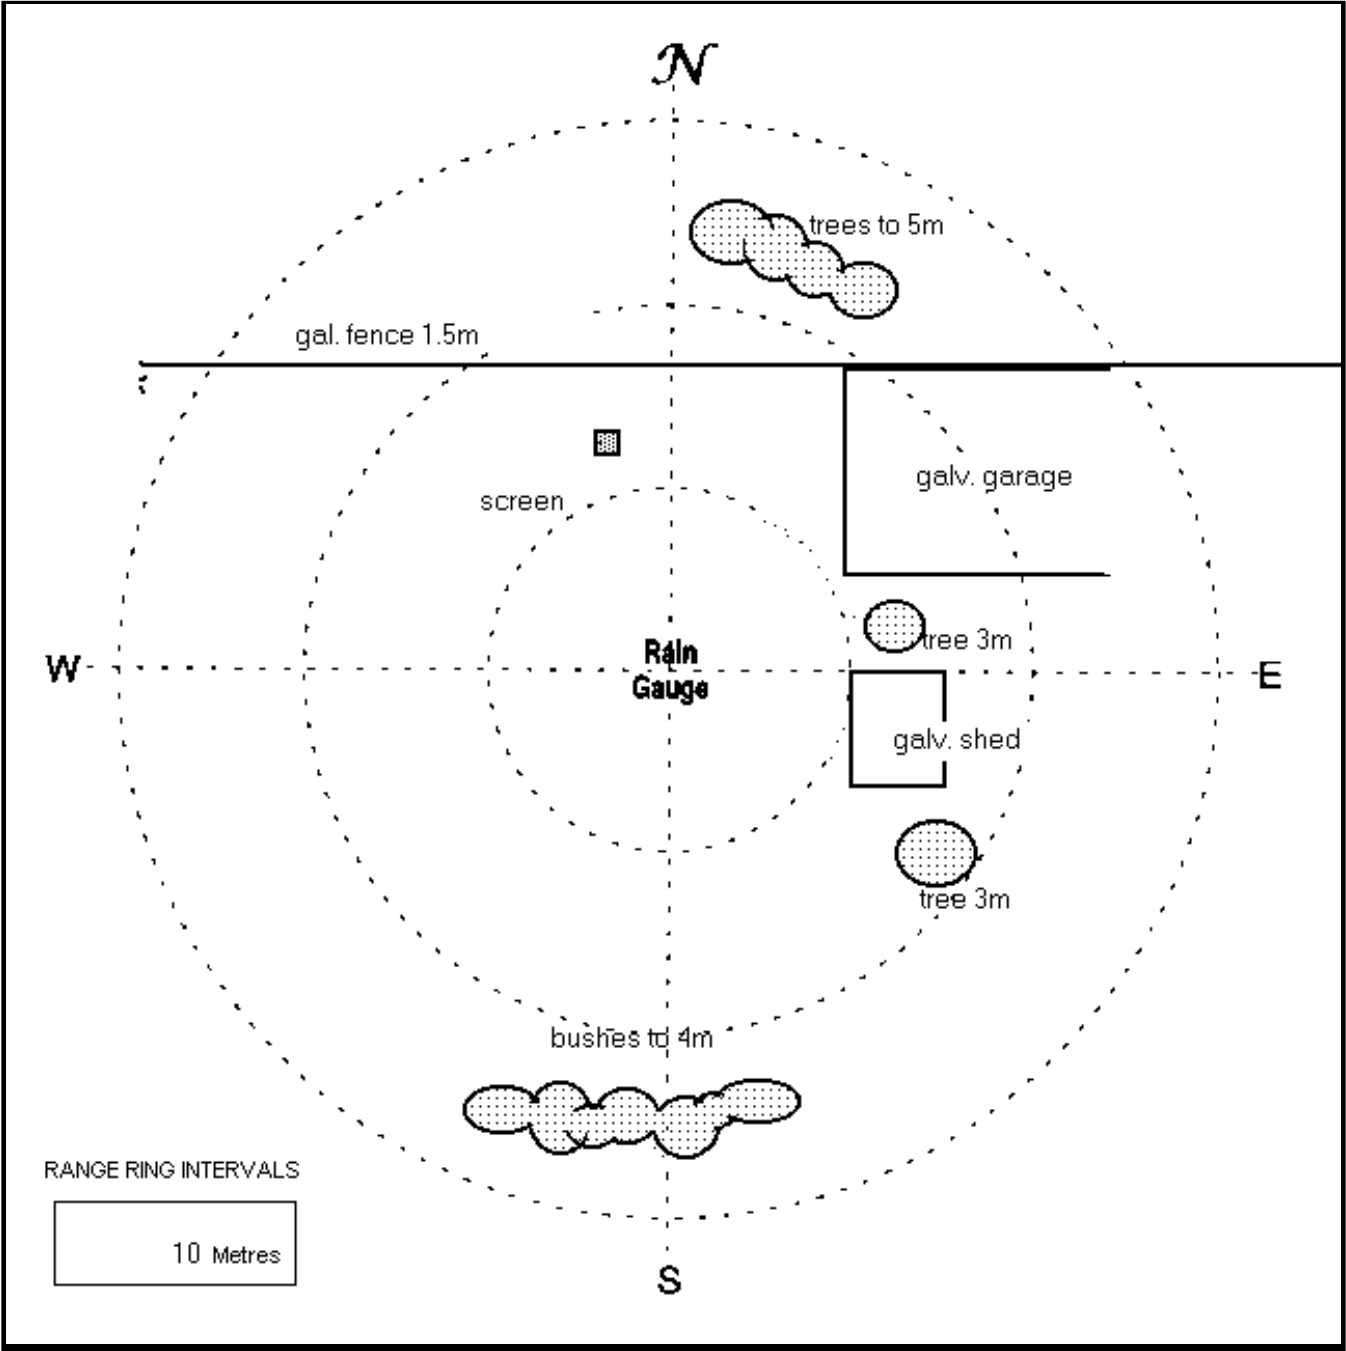 N
trees to 5m
gal. fence 1.5m
galv. garage
screen
tree 3m
Rain
Gauge
W
E
galv. shed
tree 3m
bushes to 4m
RANGE RING INTERVALS
10 Metres
S